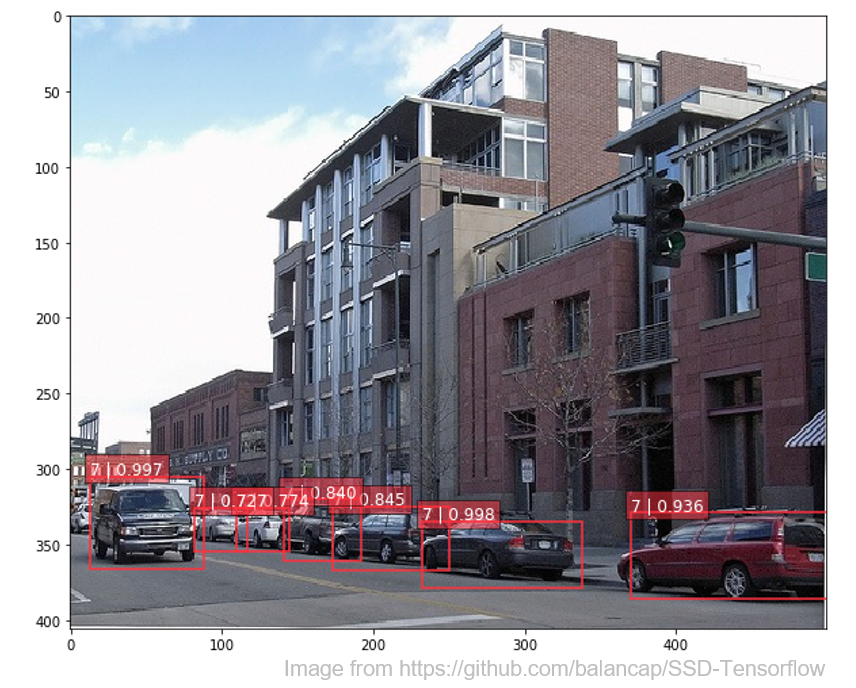 0
50
100
150
200
250
300
350
400
SUPPLY CO.
7 | 0.997
7 | 0.727
0.774
0.840
7 | 0.845
7 | 0.998
7 | 0.936
0 100 200 300 400
Image from https://github.com/balancap/SSD-Tensorflow